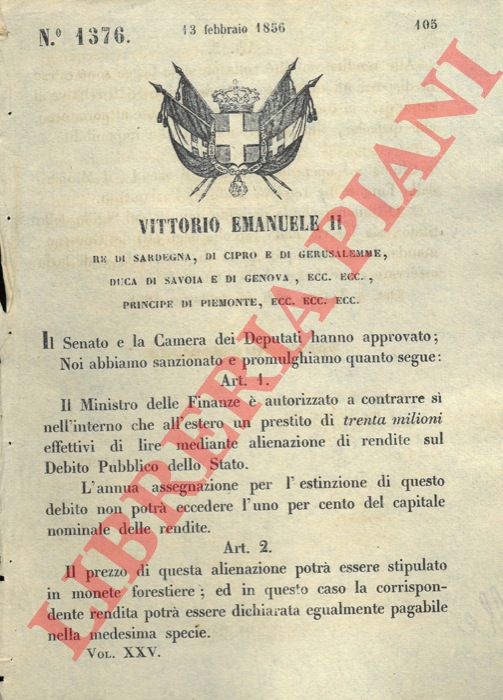 N.º 1376.
13 febbraio 1856
105
VITTORIO EMANUELE II
RE DI SARDEGNA, DI CIPRO E DI GERUSALEMME,
DUCA DI SAVOIA E DI GENOVA, ECC. ECC.,
PRINCIPE DI PIEMONTE, ECC. ECC. ECC.
Il Senato e la Camera dei Deputati hanno approvato;
Noi abbiamo sanzionato e promulghiamo quanto segue:
Art. 1.
Il Ministro delle Finanze è autorizzato a contrarre sì
nell'interno che all'estero un prestito di trenta milioni
effettivi di lire mediante alienazione di rendite sul
Debito Pubblico dello Stato.
L'annua assegnazione per l'estinzione di questo
debito non potrà eccedere l'uno per cento del capitale
nominale delle rendite.
Art. 2.
Il prezzo di questa alienazione potrà essere stipulato
in monete forestiere; ed in questo caso la corrispon-
dente rendita potrà essere dichiarata egualmente pagabile
nella medesima specie.
VOL. XXV.
LIBRERIA PIANI